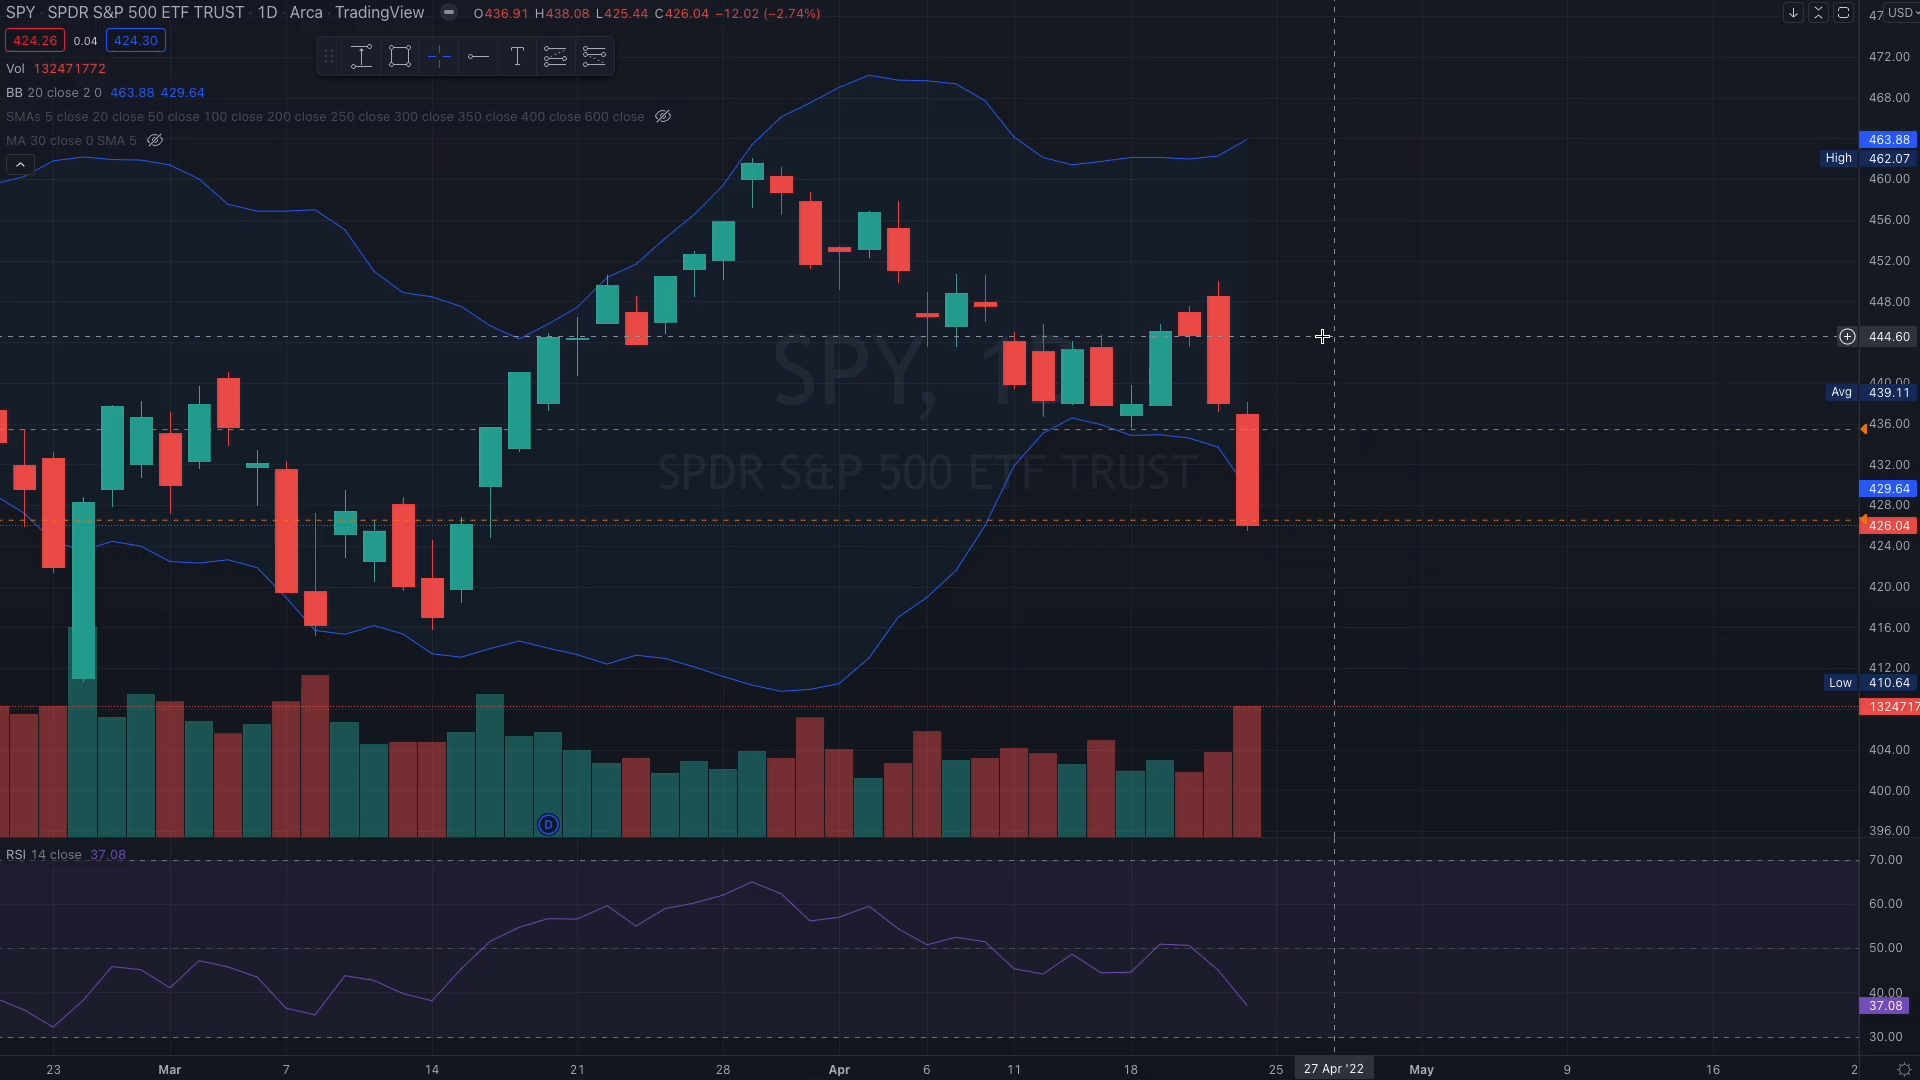 SPY · SPDR S&P 500 ETF TRUST · 1D · Arca · TradingView O436.91 H438.08 L425.44 C426.04 −12.02 (−2.74%)
424.26 0.04 424.30
Vol 132471772
BB 20 close 2 0 463.88 429.64
SMAs 5 close 20 close 50 close 100 close 200 close 250 close 300 close 350 close 400 close 600 close
MA 30 close 0 SMA 5
T
USD
47
472.00
468.00
463.88
High 462.07
460.00
456.00
452.00
448.00
444.60
440.00
Avg 439.11
436.00
432.00
429.64
428.00
426.04
424.00
420.00
416.00
412.00
Low 410.64
1324717
404.00
400.00
396.00
SPY, 1D
SPDR S&P 500 ETF TRUST
D
RSI 14 close 37.08
70.00
60.00
50.00
40.00
37.08
30.00
23 Mar 7 14 21 28 Apr 6 11 18 25 27 Apr '22 May 9 16 2